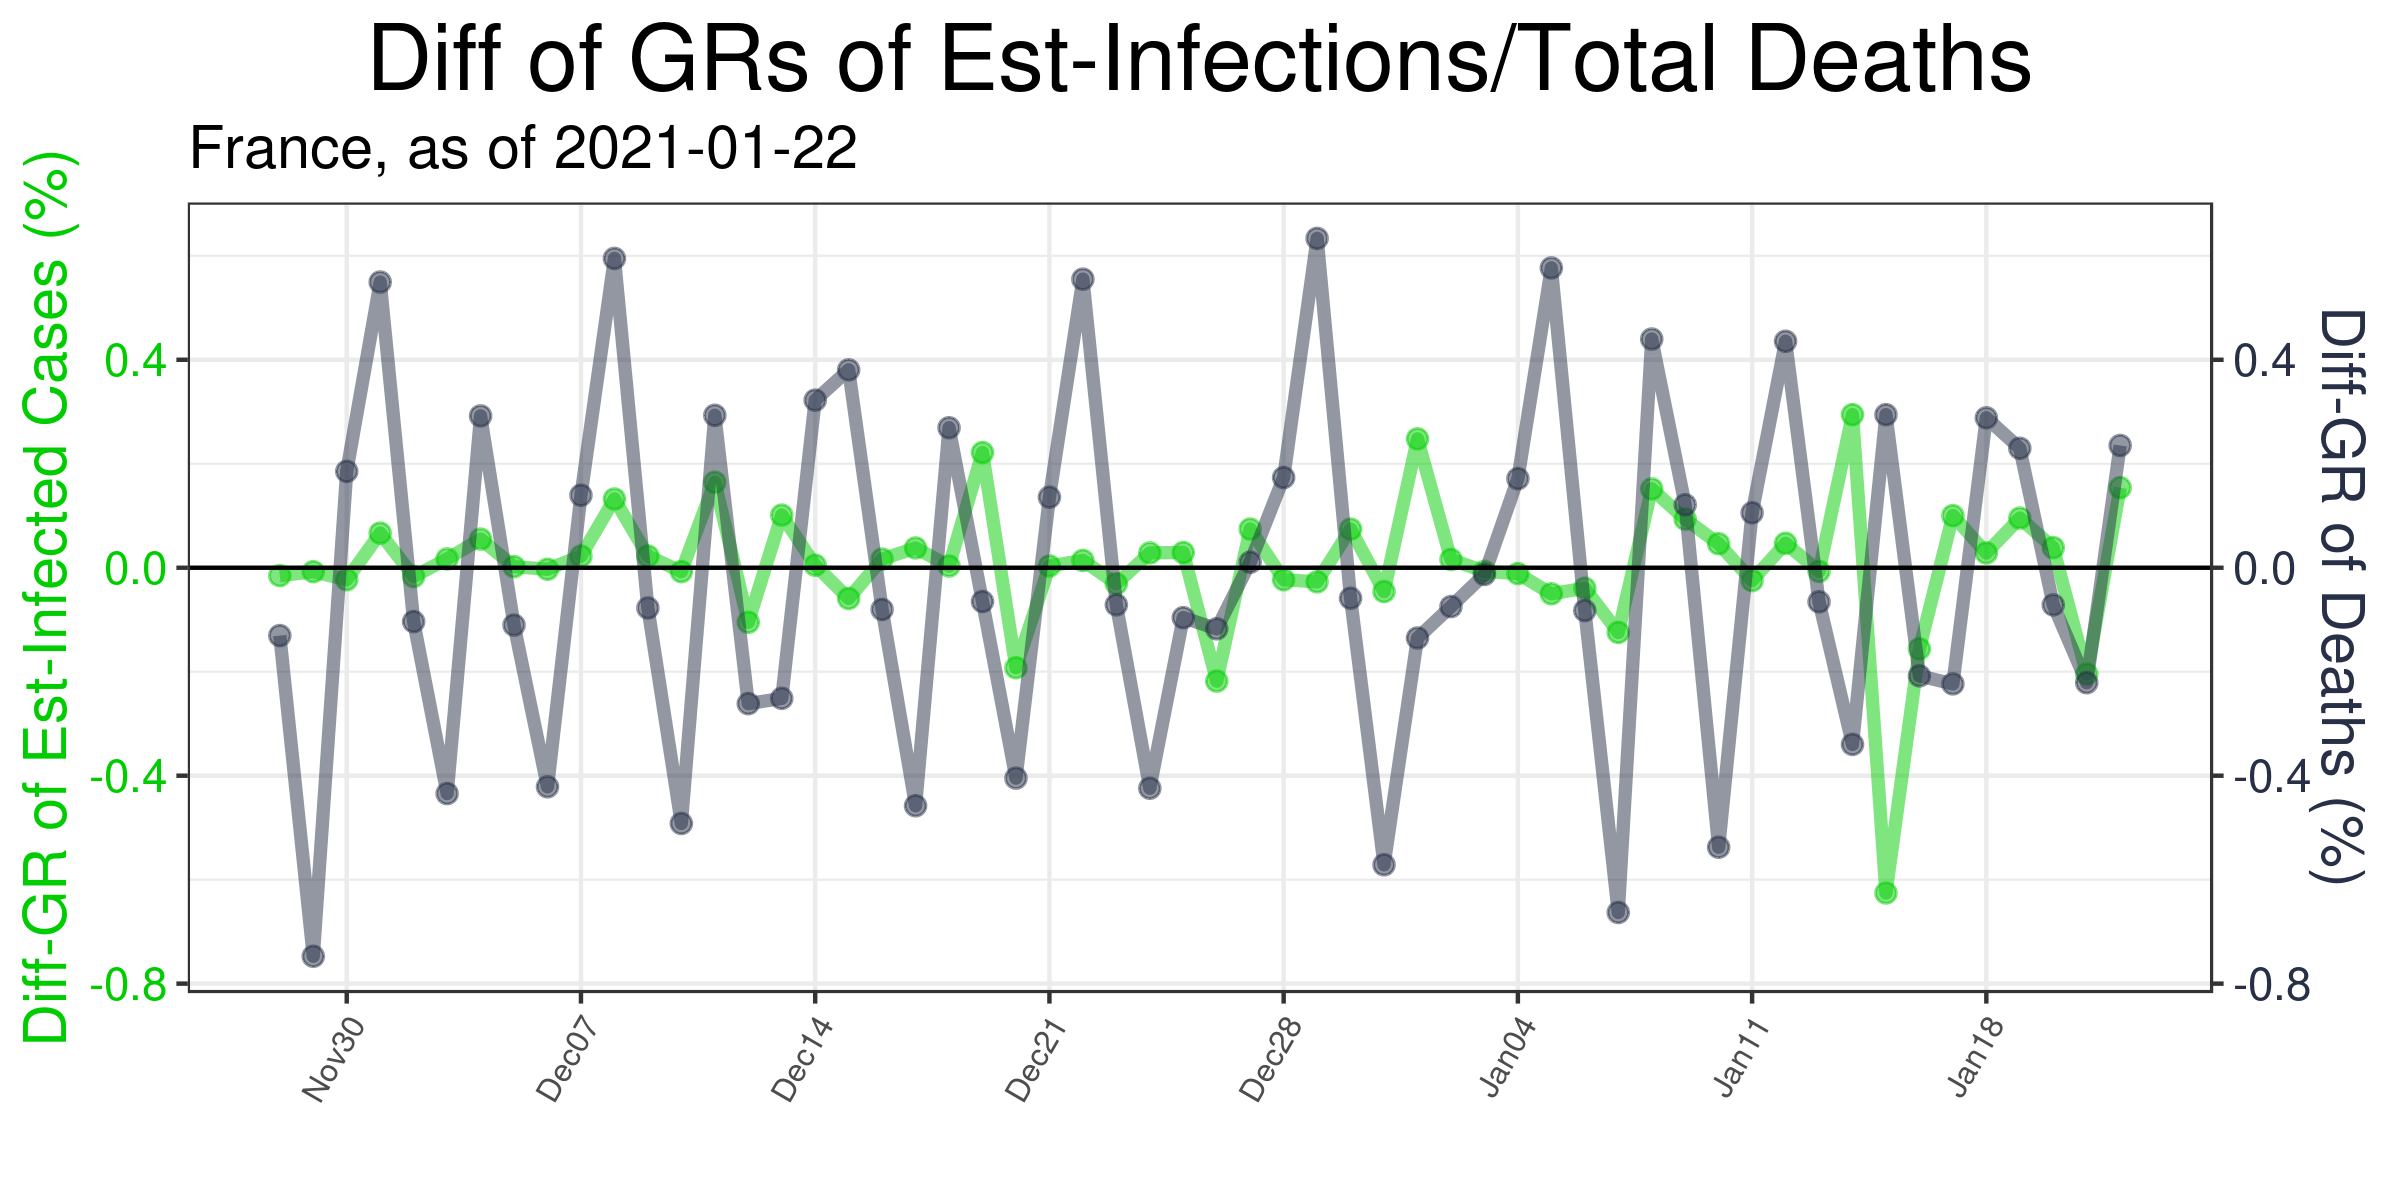 Diff of GRs of Est-Infections/Total Deaths
France, as of 2021-01-22
Diff-GR of Est-Infected Cases (%)
0.4
0.0
-0.4
-0.8
0.4
0.0
-0.4
-0.8
Diff-GR of Deaths (%)
Nov30
Dec07
Dec14
Dec21
Dec28
Jan04
Jan11
Jan18